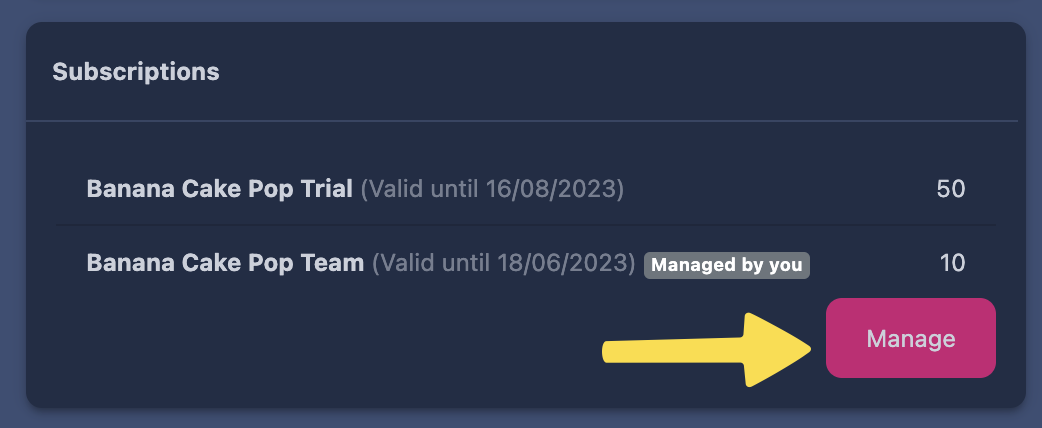 Subscriptions
Banana Cake Pop Trial (Valid until 16/08/2023) 50
Banana Cake Pop Team (Valid until 18/06/2023) Managed by you 10
Manage